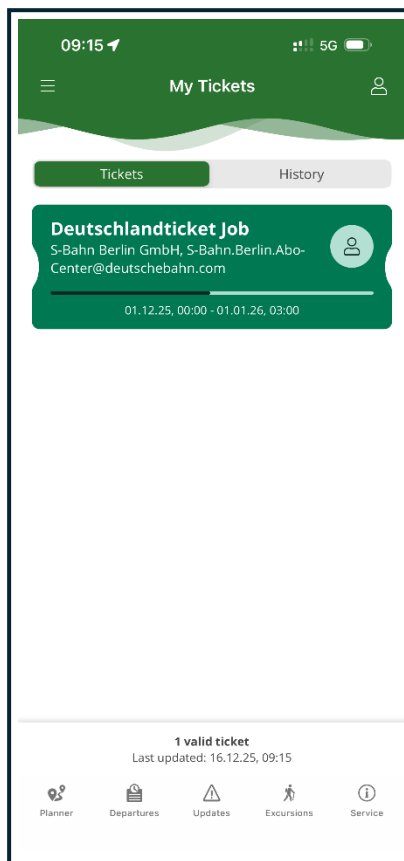 09:15
5G
My Tickets
Tickets
History
Deutschlandticket Job
S-Bahn Berlin GmbH, S-Bahn.Berlin.Abo-
Center@deutschebahn.com
01.12.25, 00:00 - 01.01.26, 03:00
1 valid ticket
Last updated: 16.12.25, 09:15
Planner
Departures
Updates
Excursions
Service